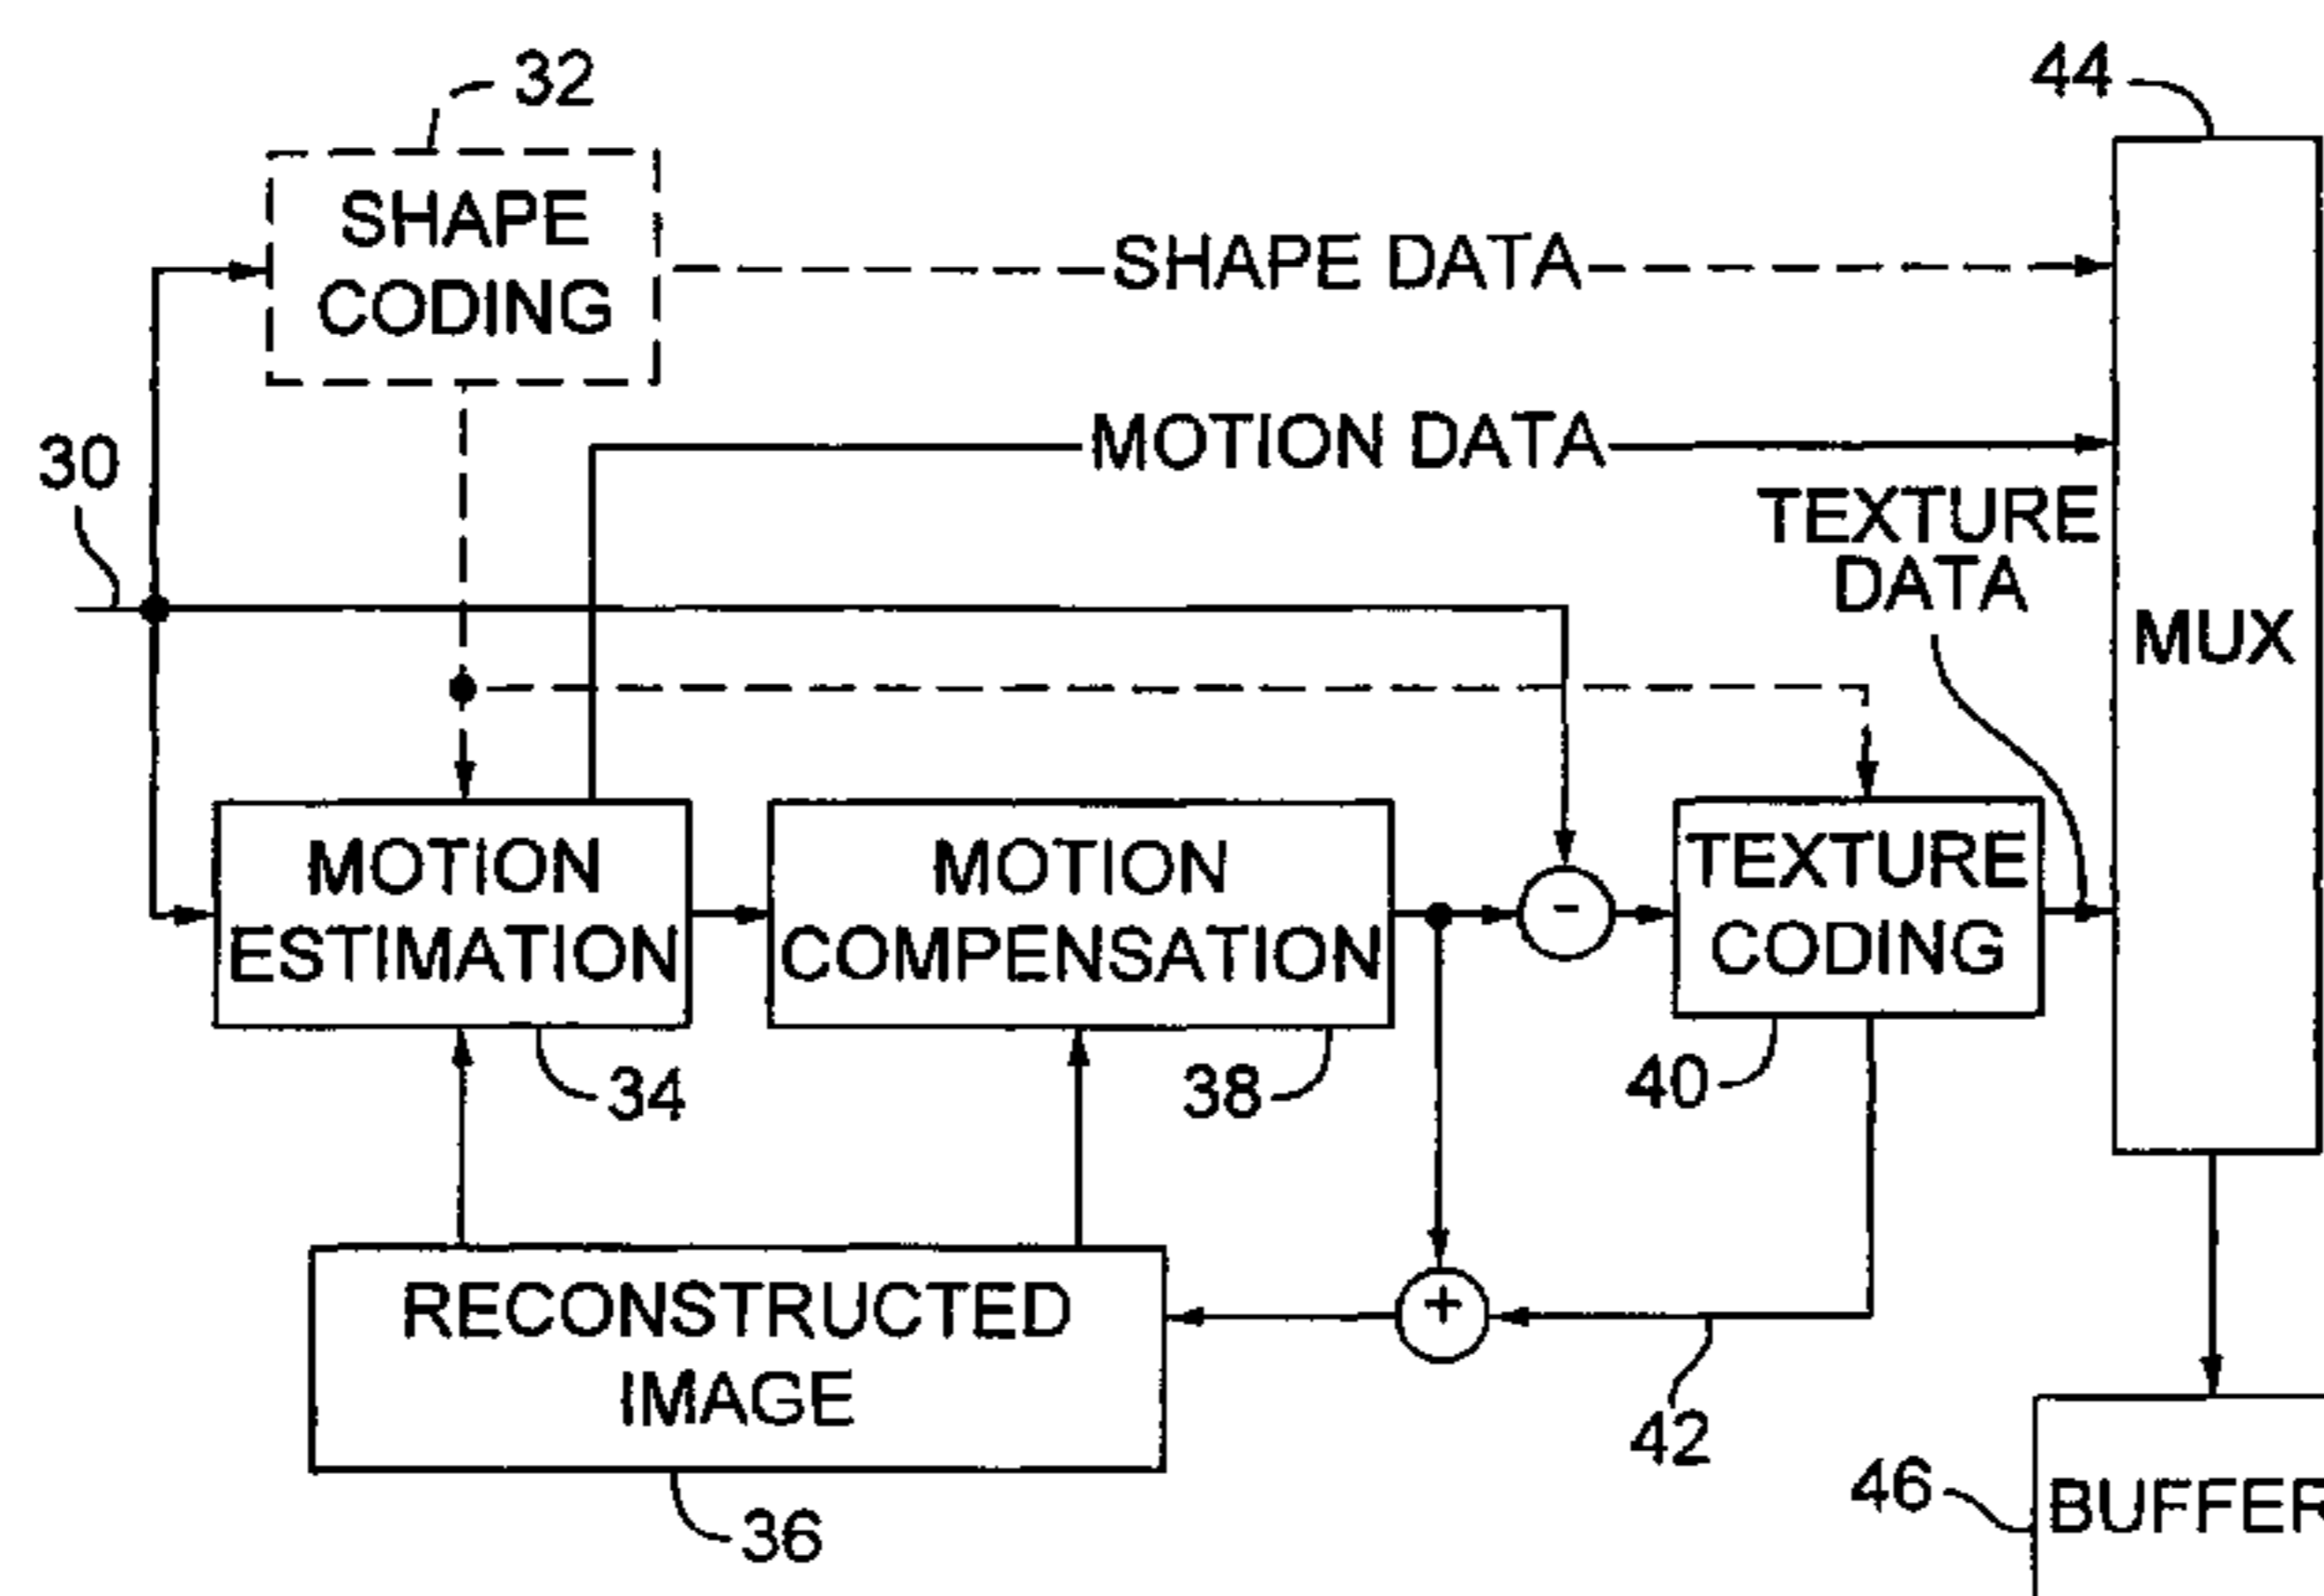 32
44
SHAPE
CODING
SHAPE DATA
30
MOTION DATA
TEXTURE
DATA
MUX
MOTION
ESTIMATION
MOTION
COMPENSATION
-
TEXTURE
CODING
34
38
40
RECONSTRUCTED
IMAGE
+
42
36
46
BUFFER